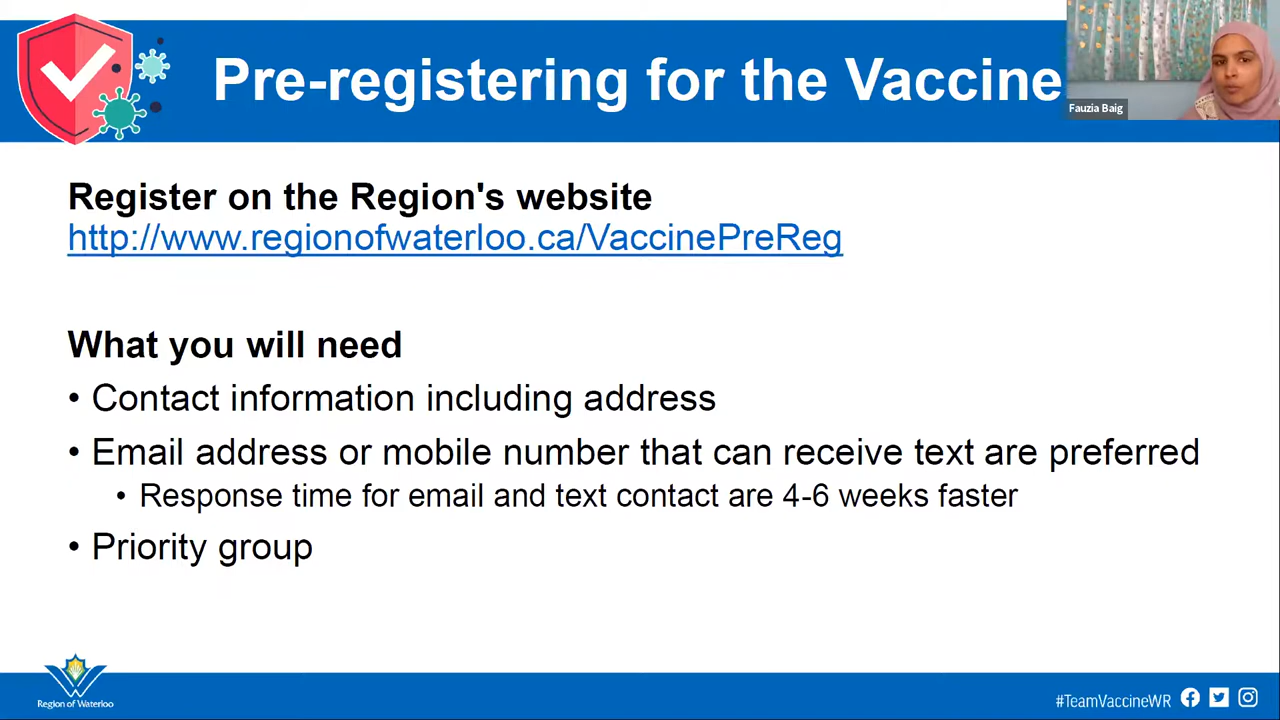 Pre-registering for the Vaccine
Fauzia Baig
Register on the Region's website
http://www.regionofwaterloo.ca/VaccinePreReg
What you will need
• Contact information including address
• Email address or mobile number that can receive text are preferred
• Response time for email and text contact are 4-6 weeks faster
• Priority group
Region of Waterloo
#TeamVaccineWR